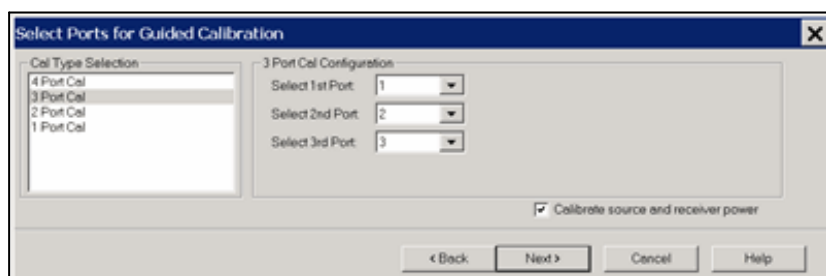 Select Ports for Guided Calibration
Cal Type Selection
4 Port Cal
3 Port Cal
2 Port Cal
1 Port Cal
3 Port Cal Configuration
Select 1st Port: 1
Select 2nd Port: 2
Select 3rd Port: 3
Calibrate source and receiver power
< Back Next > Cancel Help